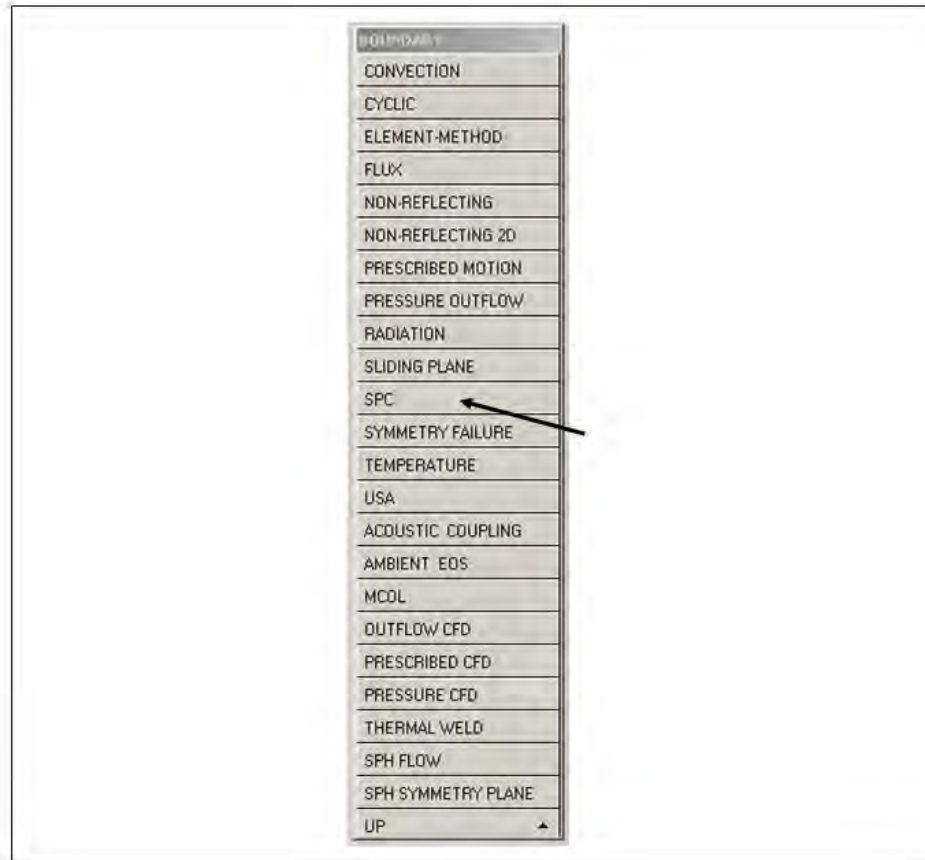 BOUNDARY
CONVECTION
CYCLIC
ELEMENT-METHOD
FLUX
NON-REFLECTING
NON-REFLECTING 2D
PRESCRIBED MOTION
PRESSURE OUTFLOW
RADIATION
SLIDING PLANE
SPC
SYMMETRY FAILURE
TEMPERATURE
USA
ACOUSTIC COUPLING
AMBIENT EOS
MCOL
OUTFLOW CFD
PRESCRIBED CFD
PRESSURE CFD
THERMAL WELD
SPH FLOW
SPH SYMMETRY PLANE
UP